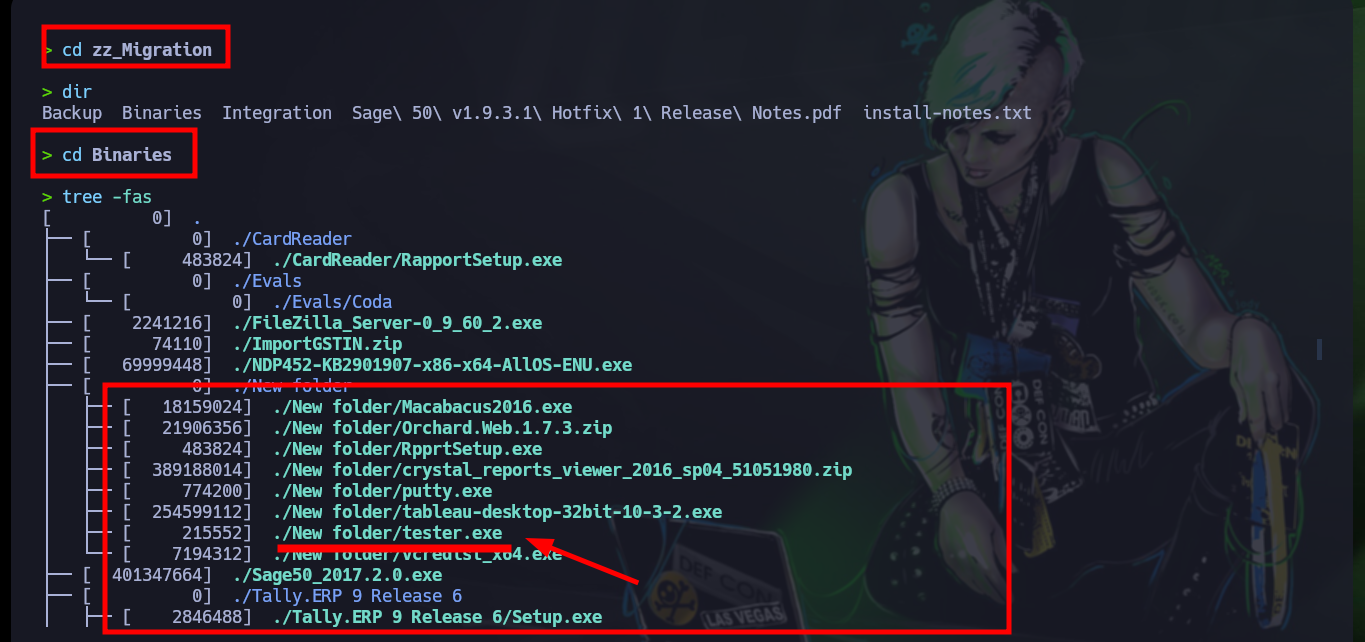 > cd zz_Migration
> dir
Backup  Binaries  Integration  Sage\ 50\ v1.9.3.1\ Hotfix\ 1\ Release\ Notes.pdf  install-notes.txt
> cd Binaries
> tree -fas
[          0]  .
├── [          0]  ./CardReader
│   └── [     483824]  ./CardReader/RapportSetup.exe
├── [          0]  ./Evals
│   └── [          0]  ./Evals/Coda
├── [    2241216]  ./FileZilla_Server-0_9_60_2.exe
├── [      74110]  ./ImportGSTIN.zip
├── [   69999448]  ./NDP452-KB2901907-x86-x64-AllOS-ENU.exe
├── [          0]  ./New folder
│   ├── [   18159024]  ./New folder/Macabacus2016.exe
│   ├── [   21906356]  ./New folder/Orchard.Web.1.7.3.zip
│   ├── [     483824]  ./New folder/RpprtSetup.exe
│   ├── [  389188014]  ./New folder/crystal_reports_viewer_2016_sp04_51051980.zip
│   ├── [     774200]  ./New folder/putty.exe
│   ├── [  254599112]  ./New folder/tableau-desktop-32bit-10-3-2.exe
│   ├── [     215552]  ./New folder/tester.exe
│   └── [    7194312]  ./New folder/vcredist_x64.exe
├── [  401347664]  ./Sage50_2017.2.0.exe
├── [          0]  ./Tally.ERP 9 Release 6
│   ├── [    2846488]  ./Tally.ERP 9 Release 6/Setup.exe
DEF CON
DEF CON
LAS VEGAS